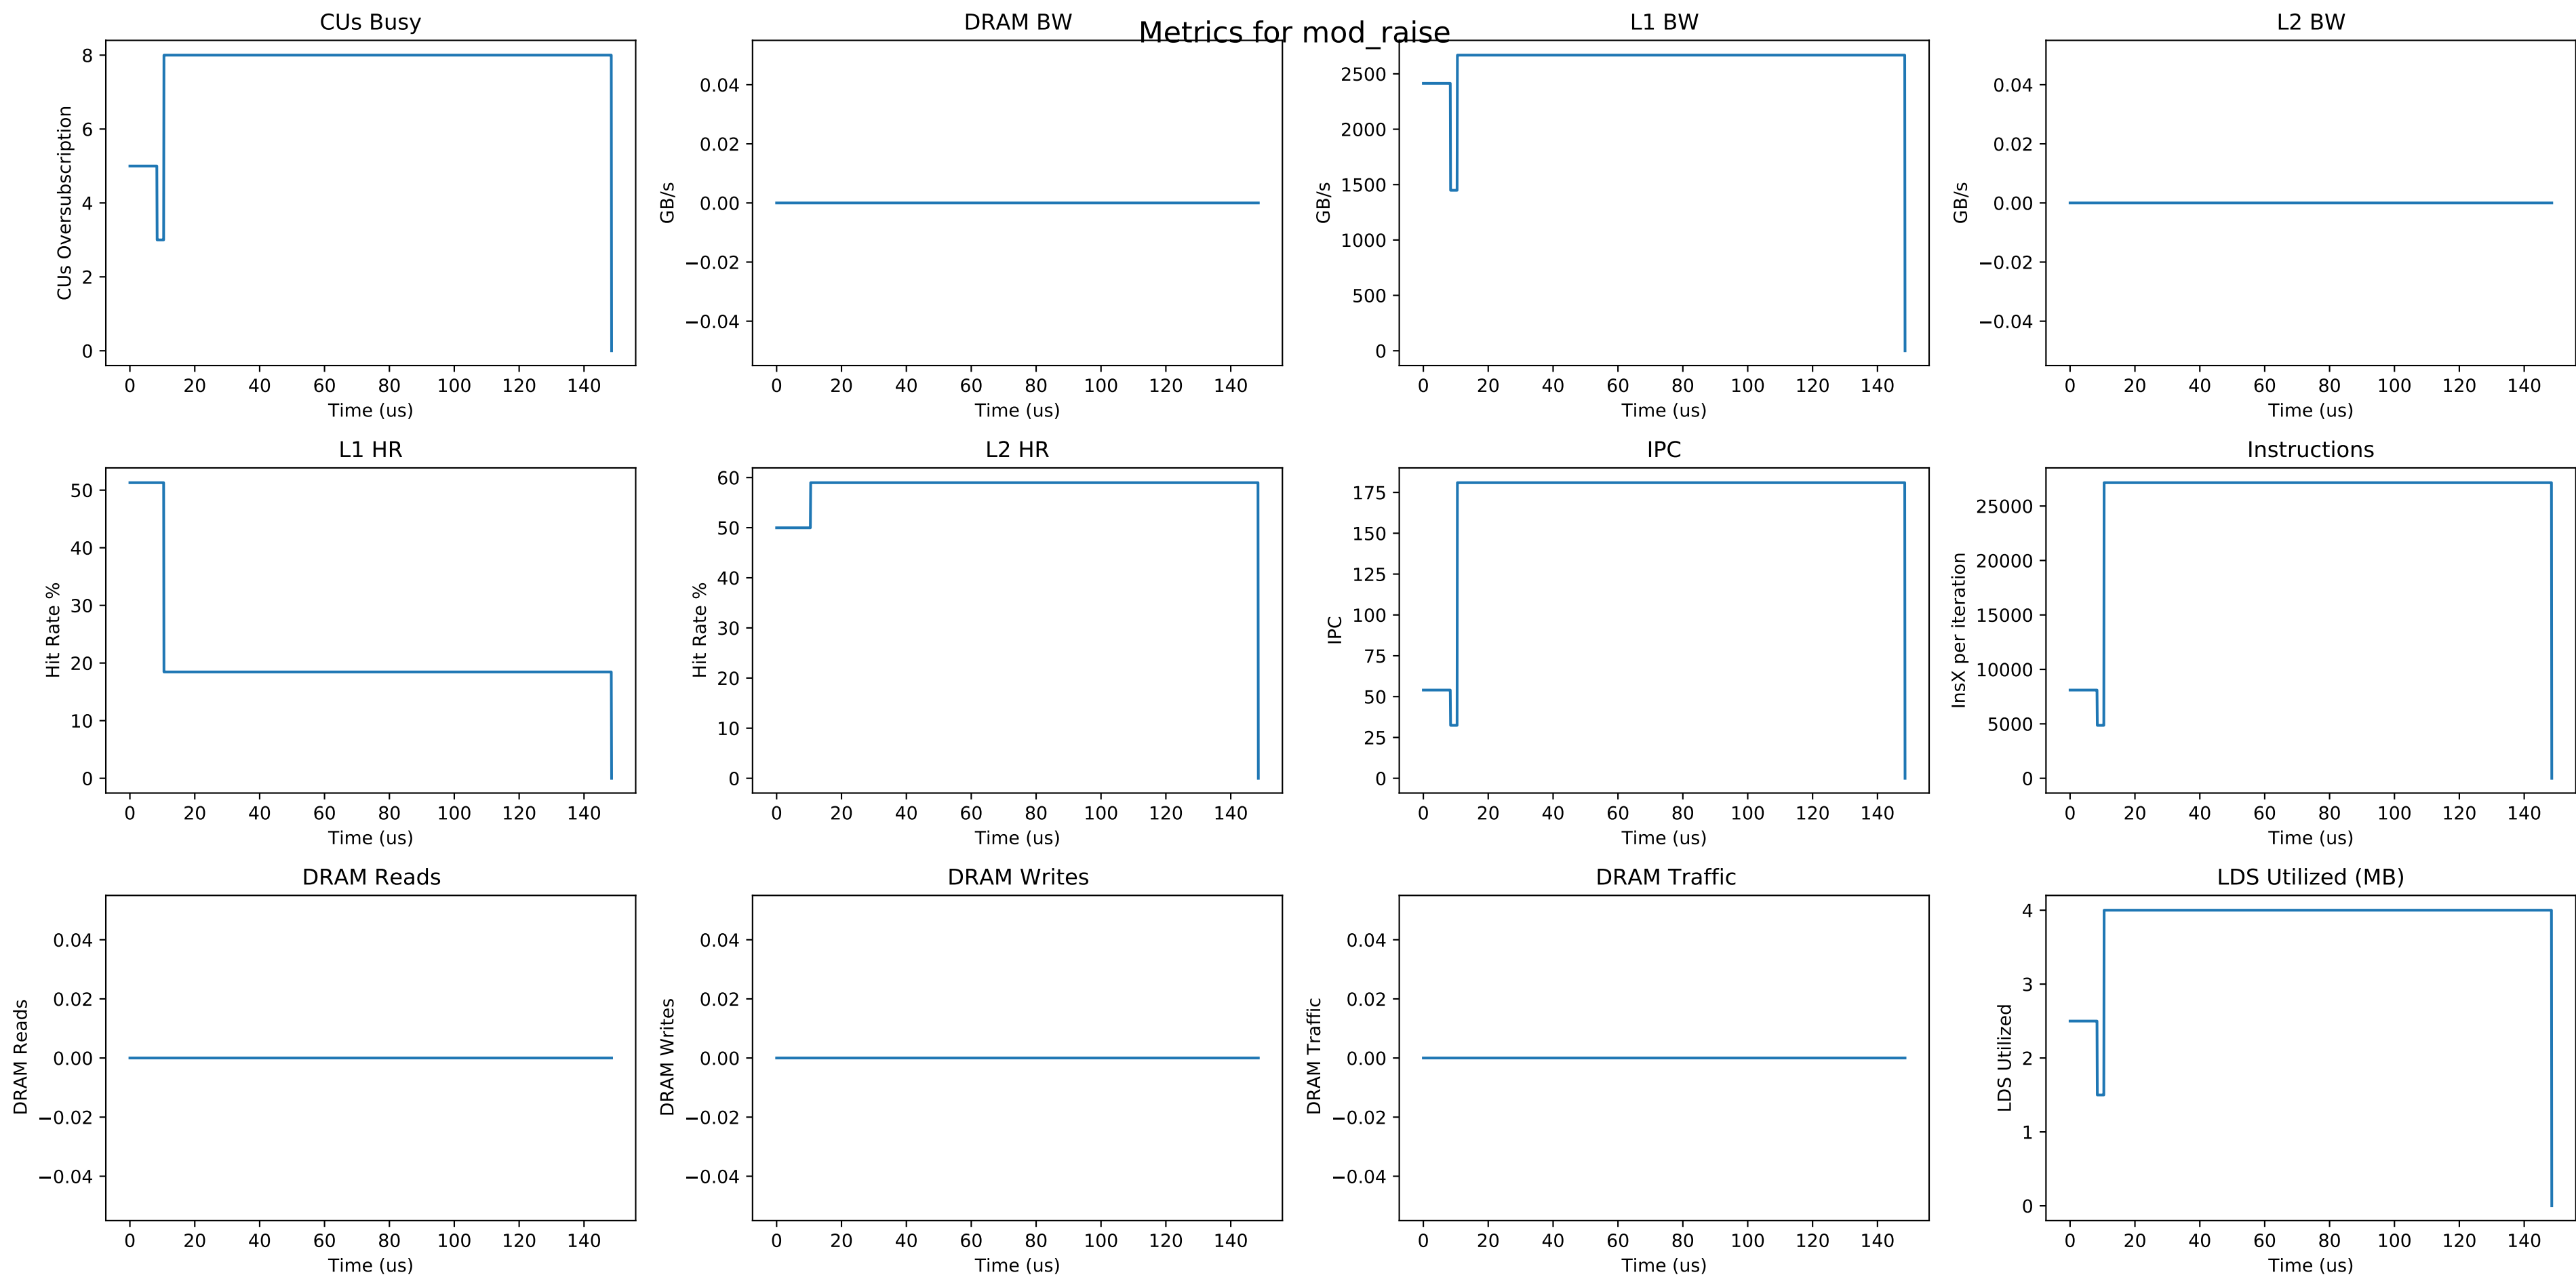 Metrics for mod_raise
CUs Busy
CUs Oversubscription
8
6
4
2
0
0 20 40 60 80 100 120 140
Time (us)
DRAM BW
GB/s
0.04
0.02
0.00
−0.02
−0.04
0 20 40 60 80 100 120 140
Time (us)
L1 BW
GB/s
2500
2000
1500
1000
500
0
0 20 40 60 80 100 120 140
Time (us)
L2 BW
GB/s
0.04
0.02
0.00
−0.02
−0.04
0 20 40 60 80 100 120 140
Time (us)
L1 HR
Hit Rate %
50
40
30
20
10
0
0 20 40 60 80 100 120 140
Time (us)
L2 HR
Hit Rate %
60
50
40
30
20
10
0
0 20 40 60 80 100 120 140
Time (us)
IPC
IPC
175
150
125
100
75
50
25
0
0 20 40 60 80 100 120 140
Time (us)
Instructions
InsX per iteration
25000
20000
15000
10000
5000
0
0 20 40 60 80 100 120 140
Time (us)
DRAM Reads
DRAM Reads
0.04
0.02
0.00
−0.02
−0.04
0 20 40 60 80 100 120 140
Time (us)
DRAM Writes
DRAM Writes
0.04
0.02
0.00
−0.02
−0.04
0 20 40 60 80 100 120 140
Time (us)
DRAM Traffic
DRAM Traffic
0.04
0.02
0.00
−0.02
−0.04
0 20 40 60 80 100 120 140
Time (us)
LDS Utilized (MB)
LDS Utilized
4
3
2
1
0
0 20 40 60 80 100 120 140
Time (us)